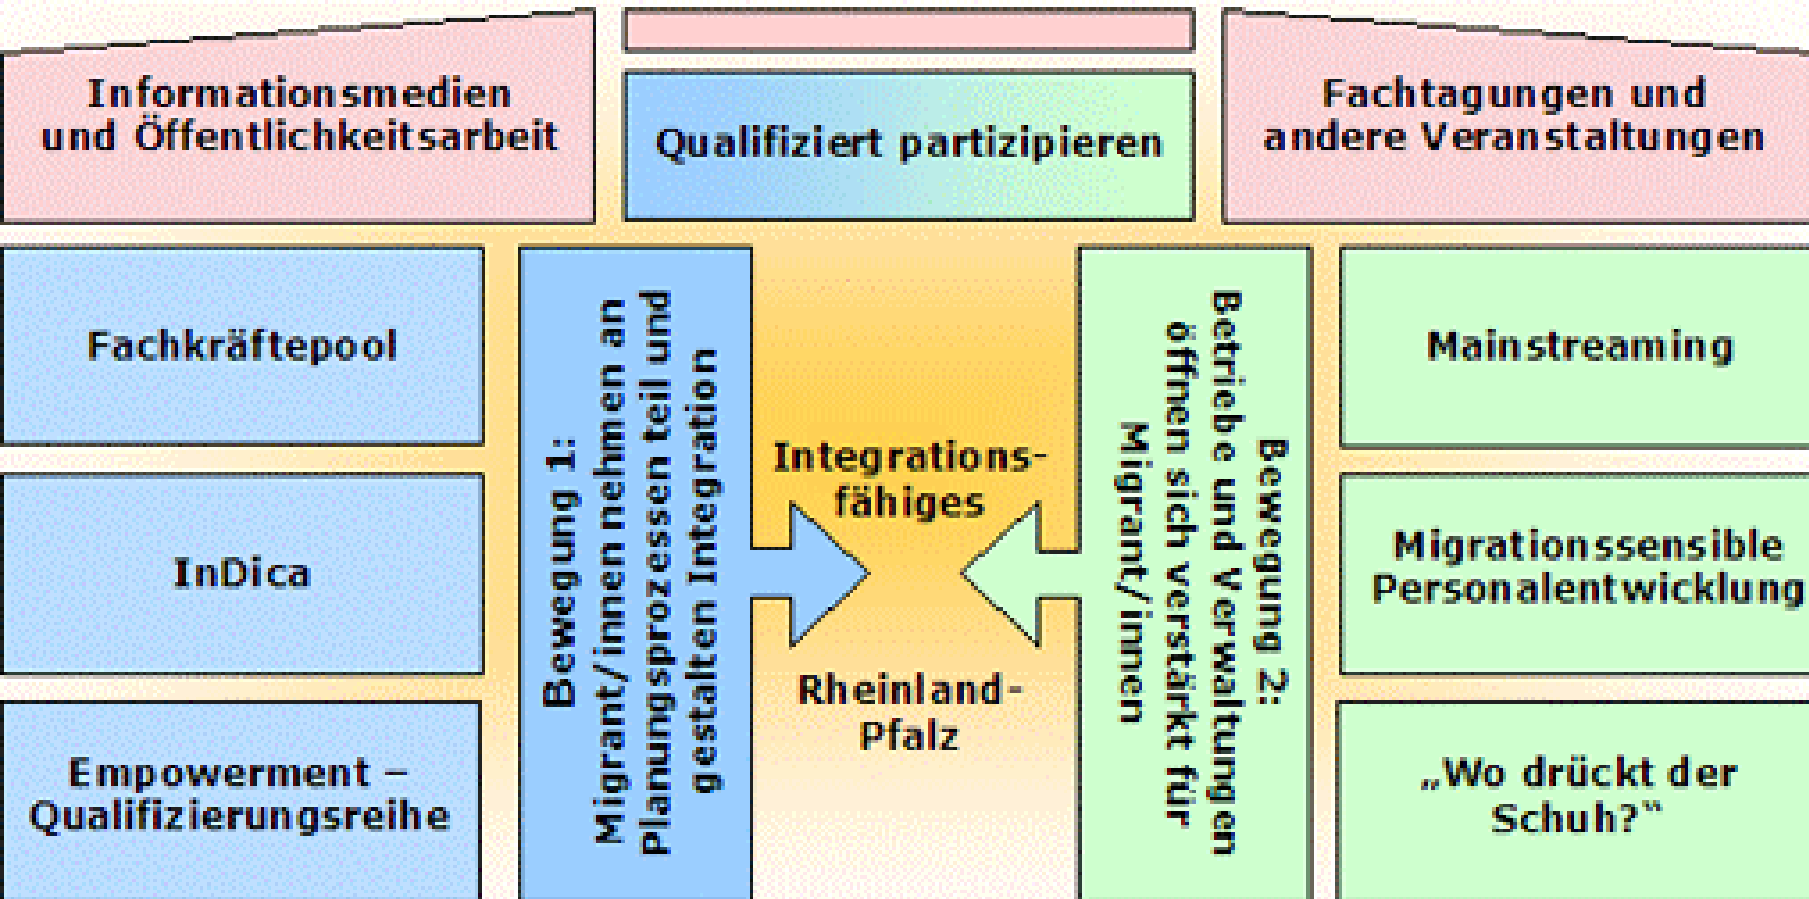 Informationsmedien
und Öffentlichkeitsarbeit
Qualifiziert partizipieren
Fachtagungen und
andere Veranstaltungen
Fachkräftepool
InDica
Empowerment –
Qualifizierungsreihe
Bewegung 1:
Migrant/innen nehmen an
Planungsprozessen teil und
gestalten Integration
Integrations-
fähiges
Rheinland-
Pfalz
Bewegung 2:
Betriebe und Verwaltungen
öffnen sich verstärkt für
Migrant/innen
Mainstreaming
Migrationssensible
Personalentwicklung
„Wo drückt der
Schuh?“